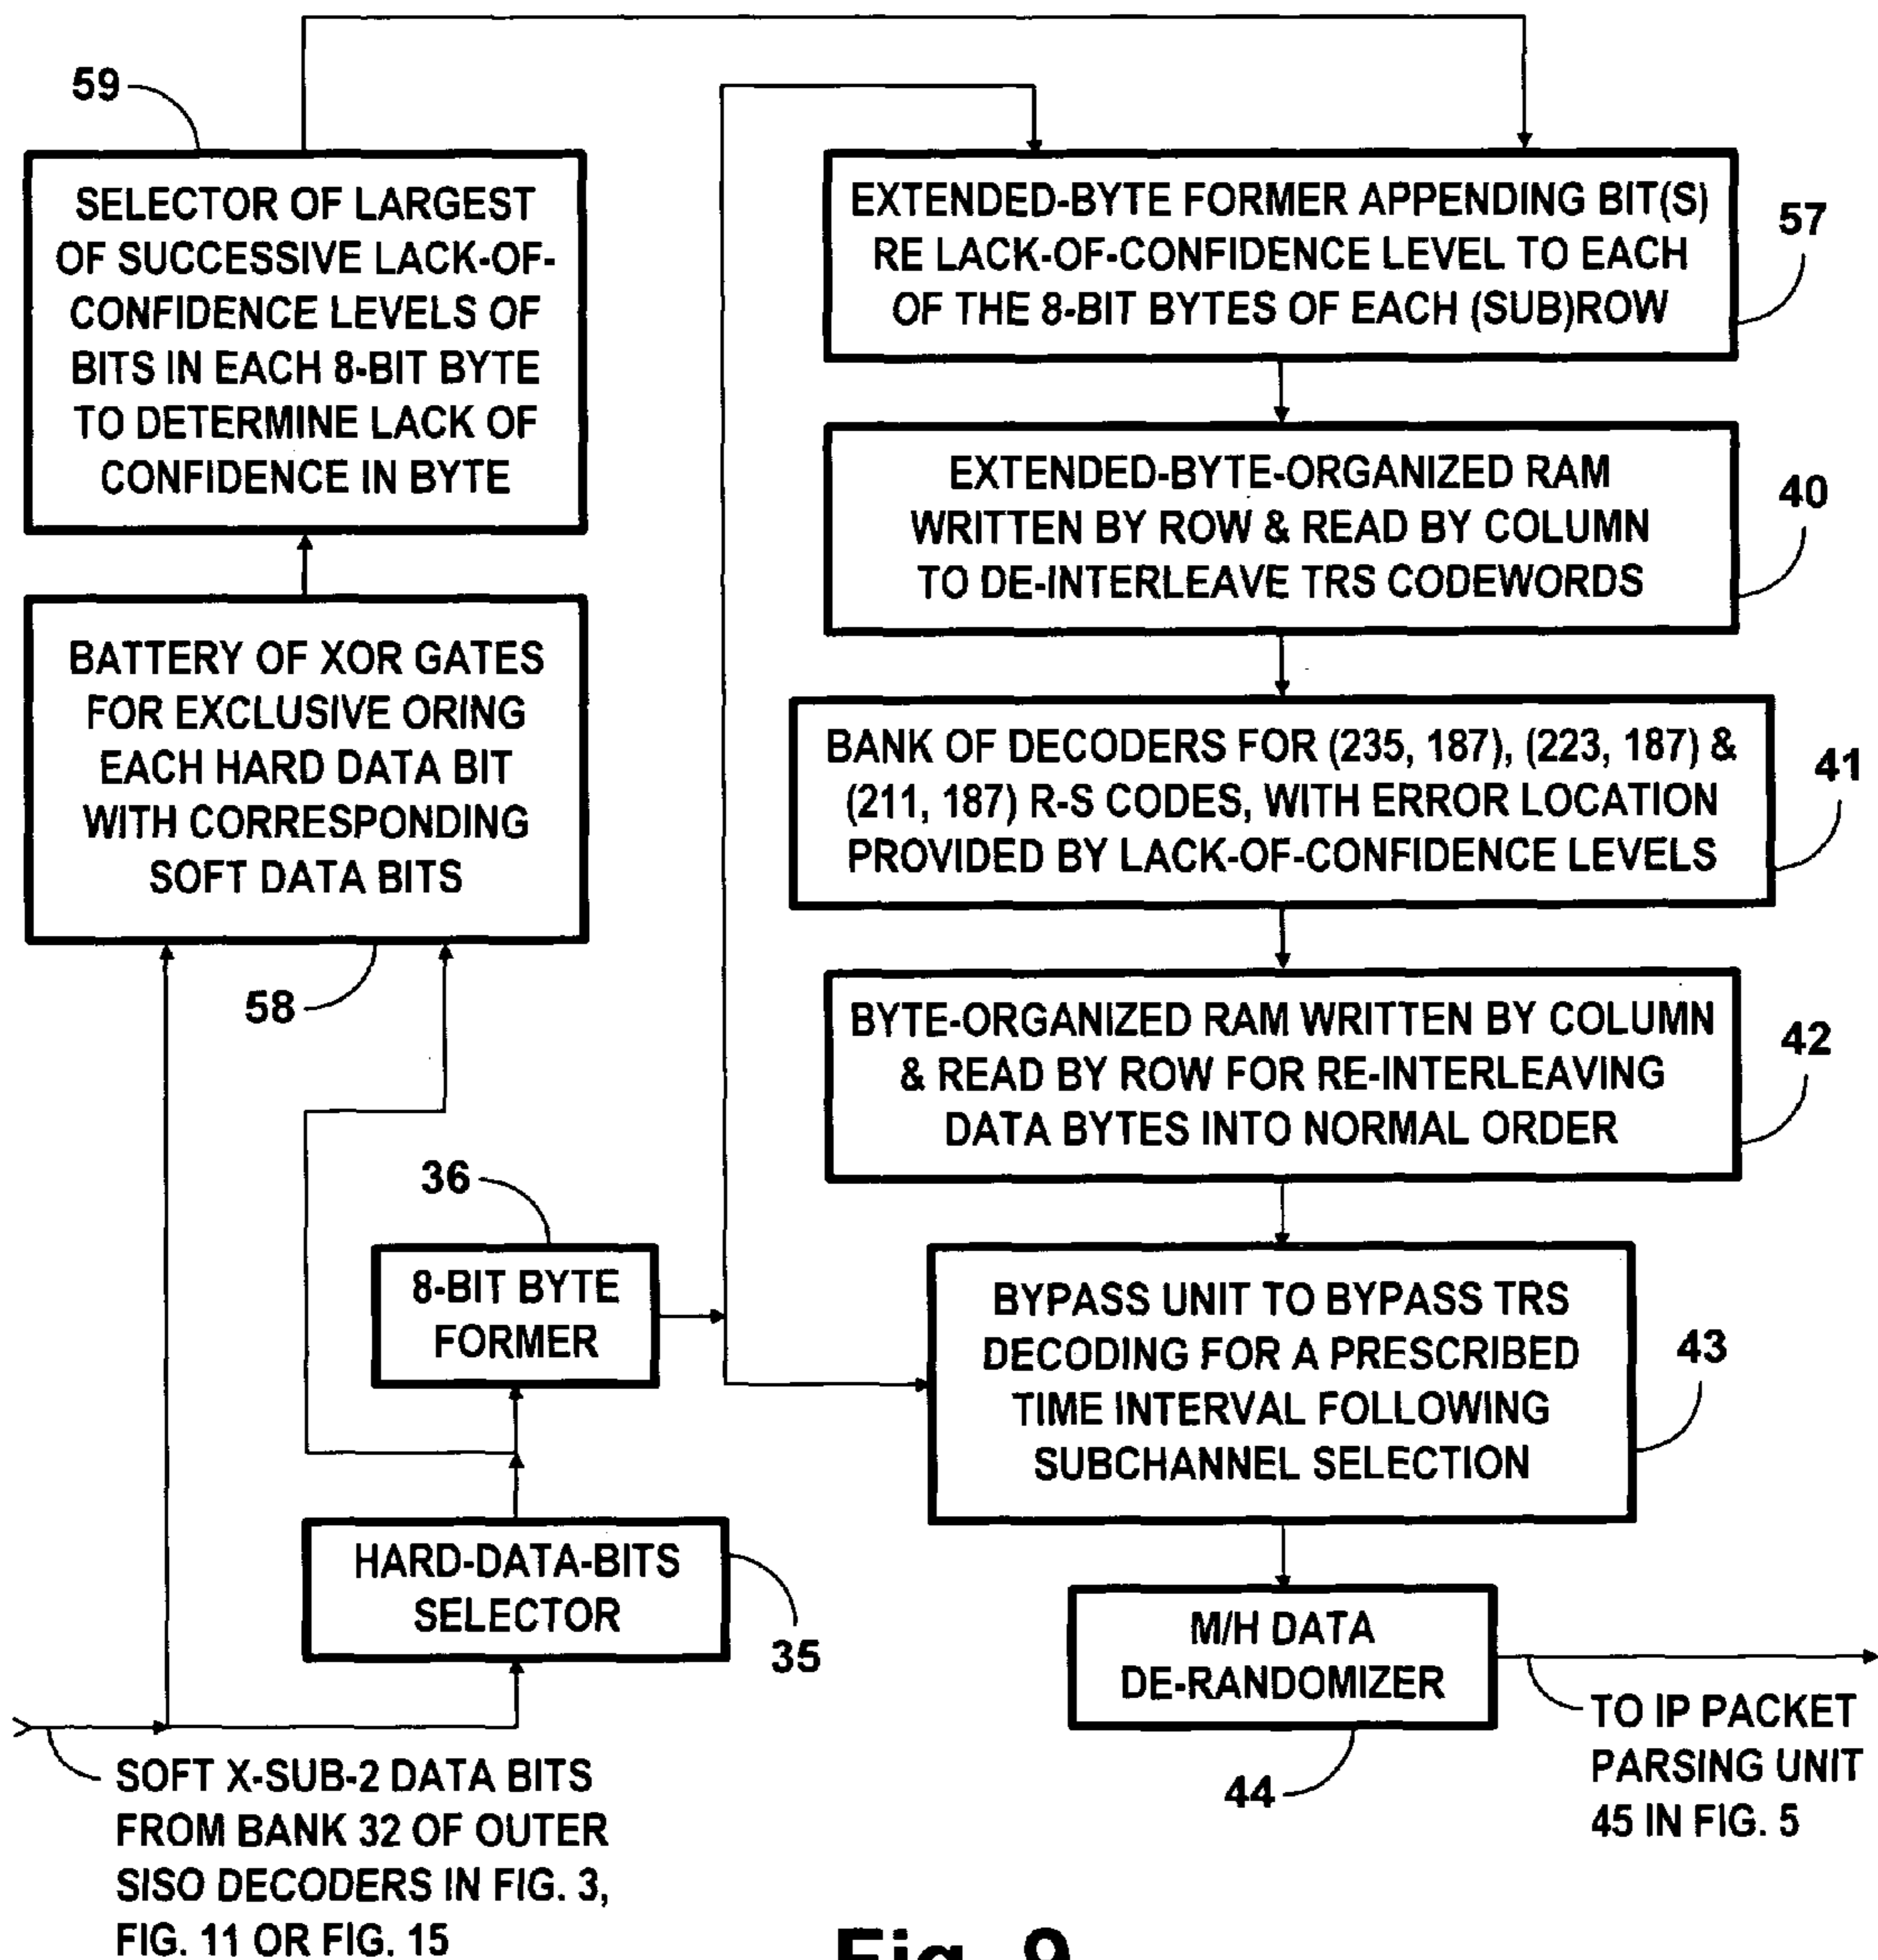 59
SELECTOR OF LARGEST
OF SUCCESSIVE LACK-OF-
CONFIDENCE LEVELS OF
BITS IN EACH 8-BIT BYTE
TO DETERMINE LACK OF
CONFIDENCE IN BYTE
BATTERY OF XOR GATES
FOR EXCLUSIVE ORING
EACH HARD DATA BIT
WITH CORRESPONDING
SOFT DATA BITS
58
36
8-BIT BYTE
FORMER
HARD-DATA-BITS
SELECTOR
35
SOFT X-SUB-2 DATA BITS
FROM BANK 32 OF OUTER
SISO DECODERS IN FIG. 3,
FIG. 11 OR FIG. 15
EXTENDED-BYTE FORMER APPENDING BIT(S)
RE LACK-OF-CONFIDENCE LEVEL TO EACH
OF THE 8-BIT BYTES OF EACH (SUB)ROW
57
EXTENDED-BYTE-ORGANIZED RAM
WRITTEN BY ROW & READ BY COLUMN
TO DE-INTERLEAVE TRS CODEWORDS
40
BANK OF DECODERS FOR (235, 187), (223, 187) &
(211, 187) R-S CODES, WITH ERROR LOCATION
PROVIDED BY LACK-OF-CONFIDENCE LEVELS
41
BYTE-ORGANIZED RAM WRITTEN BY COLUMN
& READ BY ROW FOR RE-INTERLEAVING
DATA BYTES INTO NORMAL ORDER
42
BYPASS UNIT TO BYPASS TRS
DECODING FOR A PRESCRIBED
TIME INTERVAL FOLLOWING
SUBCHANNEL SELECTION
43
M/H DATA
DE-RANDOMIZER
44
TO IP PACKET
PARSING UNIT
45 IN FIG. 5
Fig. 9